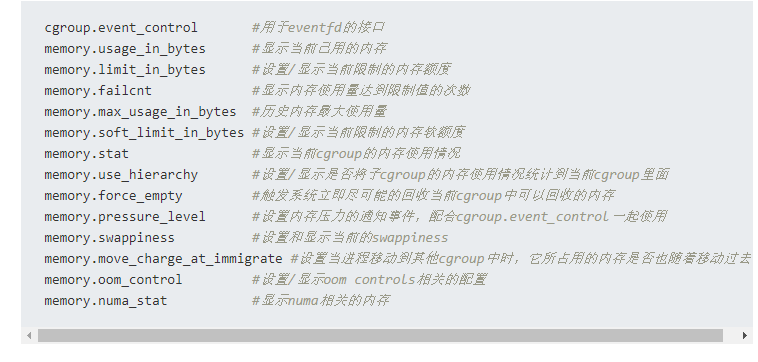 cgroup.event_control #用于eventfd的接口
memory.usage_in_bytes #显示当前已用的内存
memory.limit_in_bytes #设置/显示当前限制的内存额度
memory.failcnt #显示内存使用量达到限制值的次数
memory.max_usage_in_bytes #历史内存最大使用量
memory.soft_limit_in_bytes #设置/显示当前限制的内存软额度
memory.stat #显示当前cgroup的内存使用情况
memory.use_hierarchy #设置/显示是否将子cgroup的内存使用情况统计到当前cgroup里面
memory.force_empty #触发系统立即尽可能的回收当前cgroup中可以回收的内存
memory.pressure_level #设置内存压力的通知事件，配合cgroup.event_control一起使用
memory.swappiness #设置和显示当前的swappiness
memory.move_charge_at_immigrate #设置当进程移动到其他cgroup中时，它所占用的内存是否也随着移动过去
memory.oom_control #设置/显示oom controls相关的配置
memory.numa_stat #显示numa相关的内存